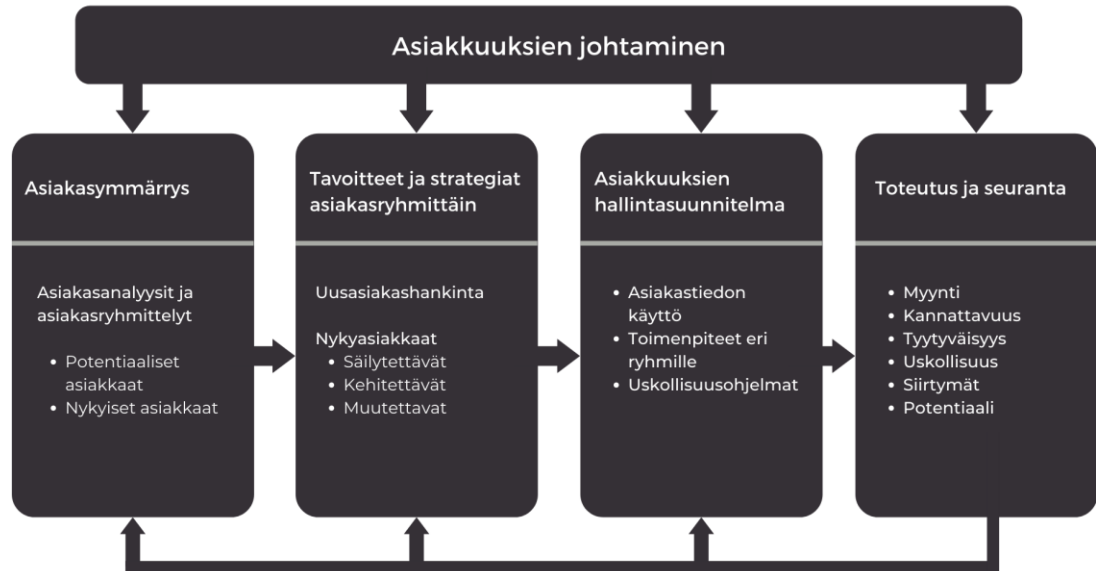 Asiakkuuksien johtaminen
Asiakasymmärrys
Asiakasanalyysit ja
asiakasryhmittelyt
• Potentiaaliset
asiakkaat
• Nykyiset asiakkaat
Tavoitteet ja strategiat
asiakasryhmittäin
Uusasiakashankinta
Nykyasiakkaat
• Säilytettävät
• Kehitettävät
• Muutettavat
Asiakkuuksien
hallintasuunnitelma
• Asiakastiedon
käyttö
• Toimenpiteet eri
ryhmille
• Uskollisuusohjelmat
Toteutus ja seuranta
• Myynti
• Kannattavuus
• Tyytyväisyys
• Uskollisuus
• Siirtymät
• Potentiaali